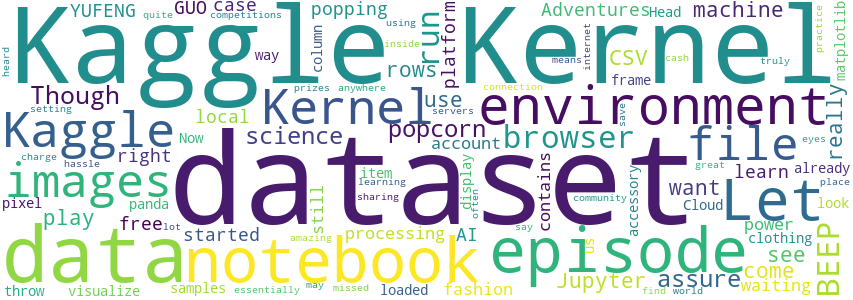 YUFENG GUO case popping Adventures Head machine
quite competitions using
heard Kaggle Kernel practice
prizes anywhere inside internet means cash truly
way column run platform CSV matplotlib
rows frame
Though Kernel use environment really
local servers connection save
Kaggle popcorn browser file
setting Now science account eyes
charge hassle right learn already
images dataset want Let place
item learning display contains great
pixel panda sharing Cloud look
play free still often community accessory power
data lot started processing AI episode clothing BEEP
amazing say us see
notebook Jupyter assure come
throw visualize samples essentially may missed loaded fashion find world waiting